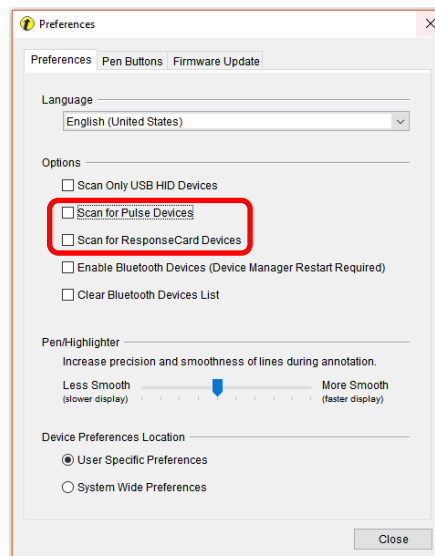 Preferences
Preferences Pen Buttons Firmware Update
Language
English (United States)
Options
Scan Only USB HID Devices
Scan for Pulse Devices
Scan for ResponseCard Devices
Enable Bluetooth Devices (Device Manager Restart Required)
Clear Bluetooth Devices List
Pen/Highlighter
Increase precision and smoothness of lines during annotation.
Less Smooth More Smooth
(slower display) (faster display)
Device Preferences Location
User Specific Preferences
System Wide Preferences
Close